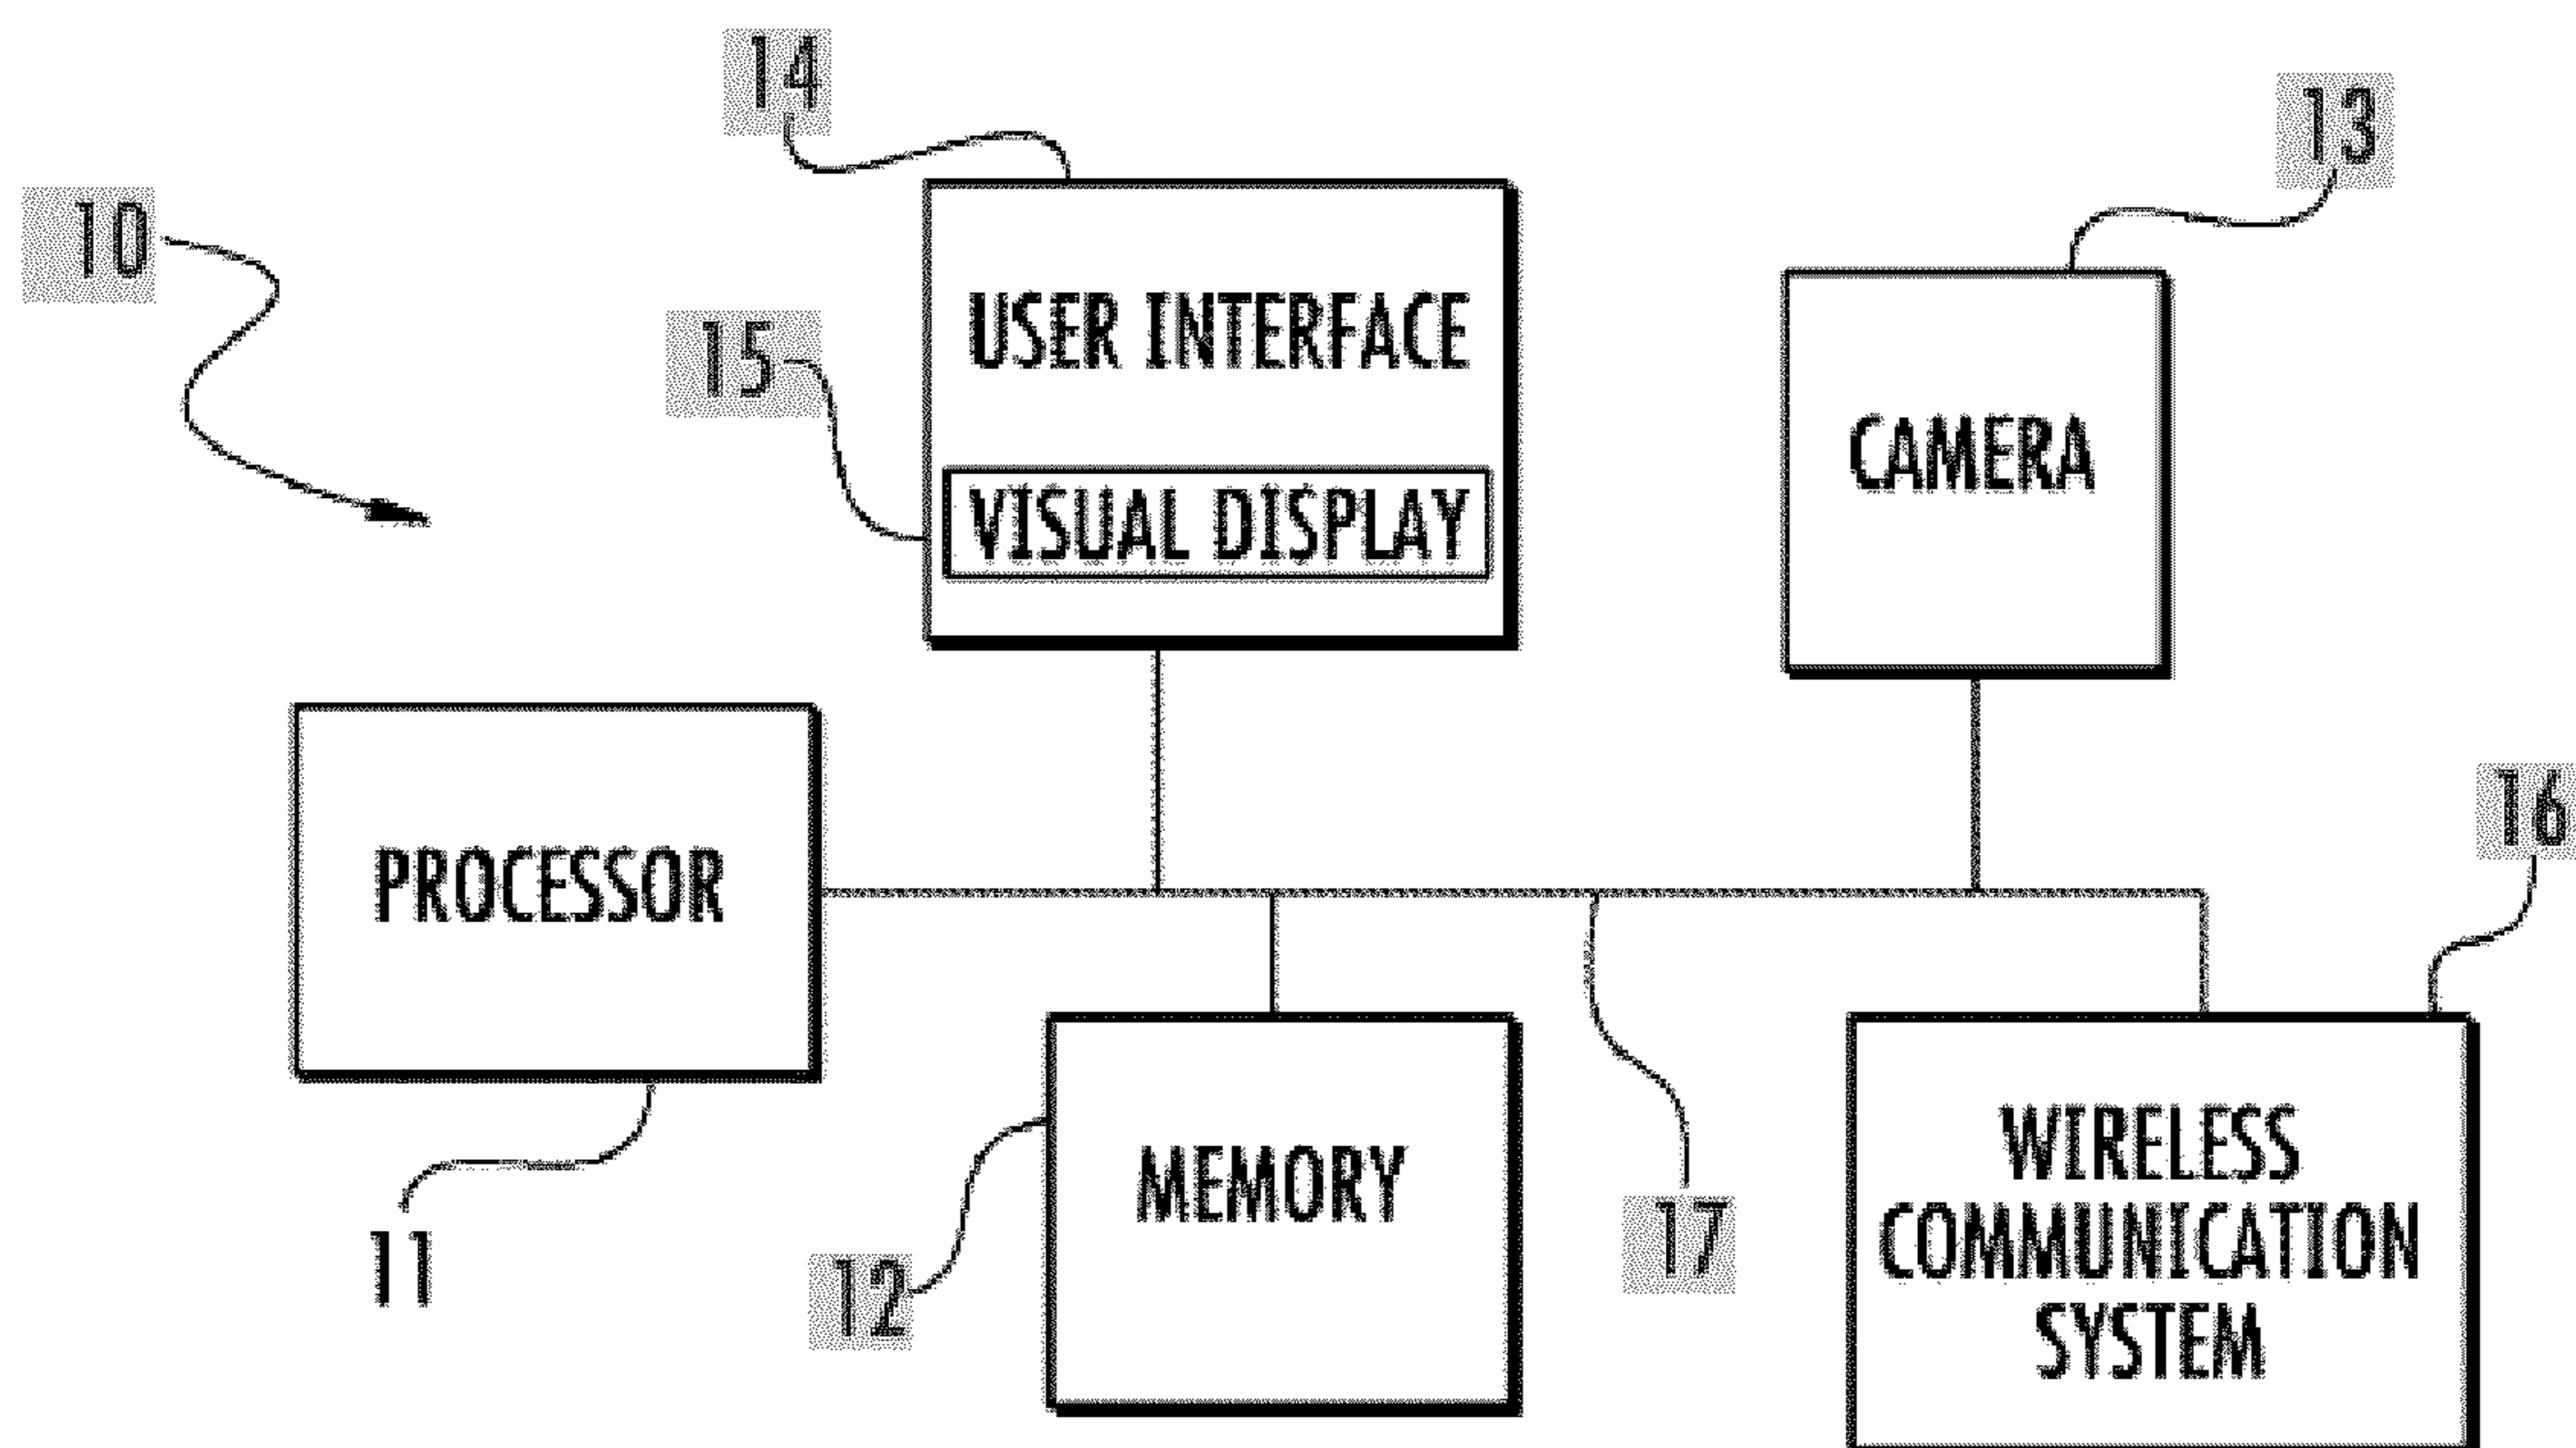 14
13
10
USER INTERFACE
15
CAMERA
VISUAL DISPLAY
16
PROCESSOR
WIRELESS
COMMUNICATION
SYSTEM
MEMORY
17
11
12